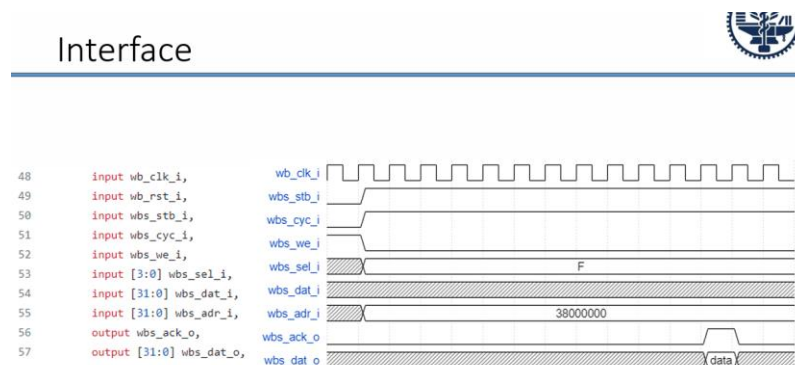 Interface
48 input wb_clk_i,
49 input wb_rst_i,
50 input wbs_stb_i,
51 input wbs_cyc_i,
52 input wbs_we_i,
53 input [3:0] wbs_sel_i,
54 input [31:0] wbs_dat_i,
55 input [31:0] wbs_adr_i,
56 output wbs_ack_o,
57 output [31:0] wbs_dat_o,
wb_clk_i
wbs_stb_i
wbs_cyc_i
wbs_we_i
wbs_sel_i F
wbs_dat_i
wbs_adr_i 38000000
wbs_ack_o
wbs_dat_o data